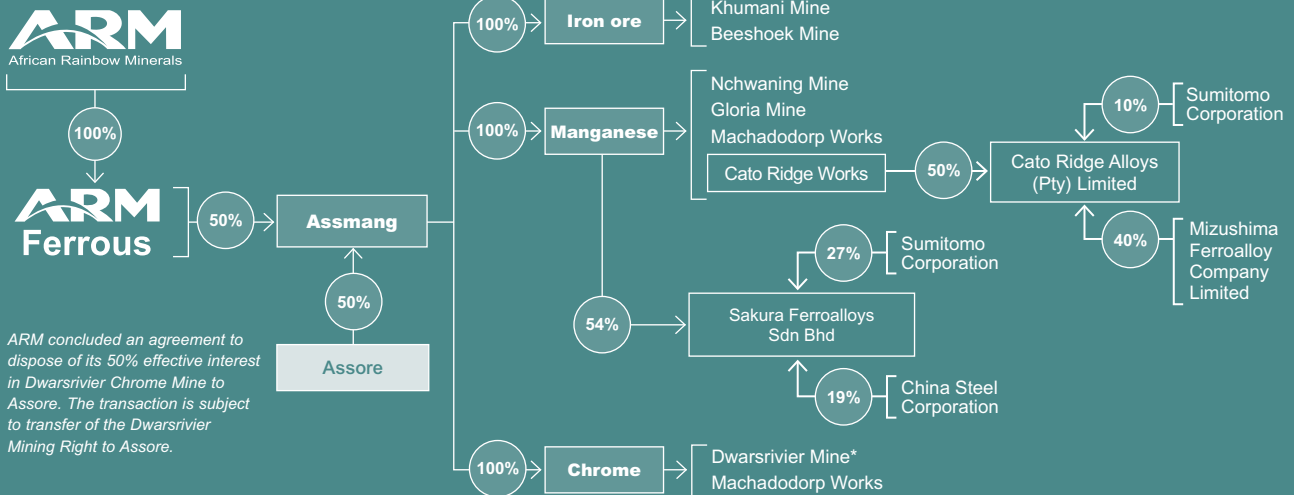 ARM
African Rainbow Minerals
100%
ARM
Ferrous
50%
Assmang
50%
Assore
ARM concluded an agreement to
dispose of its 50% effective interest
in Dwarsrivier Chrome Mine to
Assore. The transaction is subject
to transfer of the Dwarsrivier
Mining Right to Assore.
100%
Iron ore
Khumani Mine
Beeshoek Mine
100%
Manganese
Nchwaning Mine
Gloria Mine
Machadodorp Works
Cato Ridge Works
50%
Cato Ridge Alloys
(Pty) Limited
10%
Sumitomo
Corporation
40%
Mizushima
Ferroalloy
Company
Limited
54%
Sakura Ferroalloys
Sdn Bhd
27%
Sumitomo
Corporation
19%
China Steel
Corporation
100%
Chrome
Dwarsrivier Mine*
Machadodorp Works